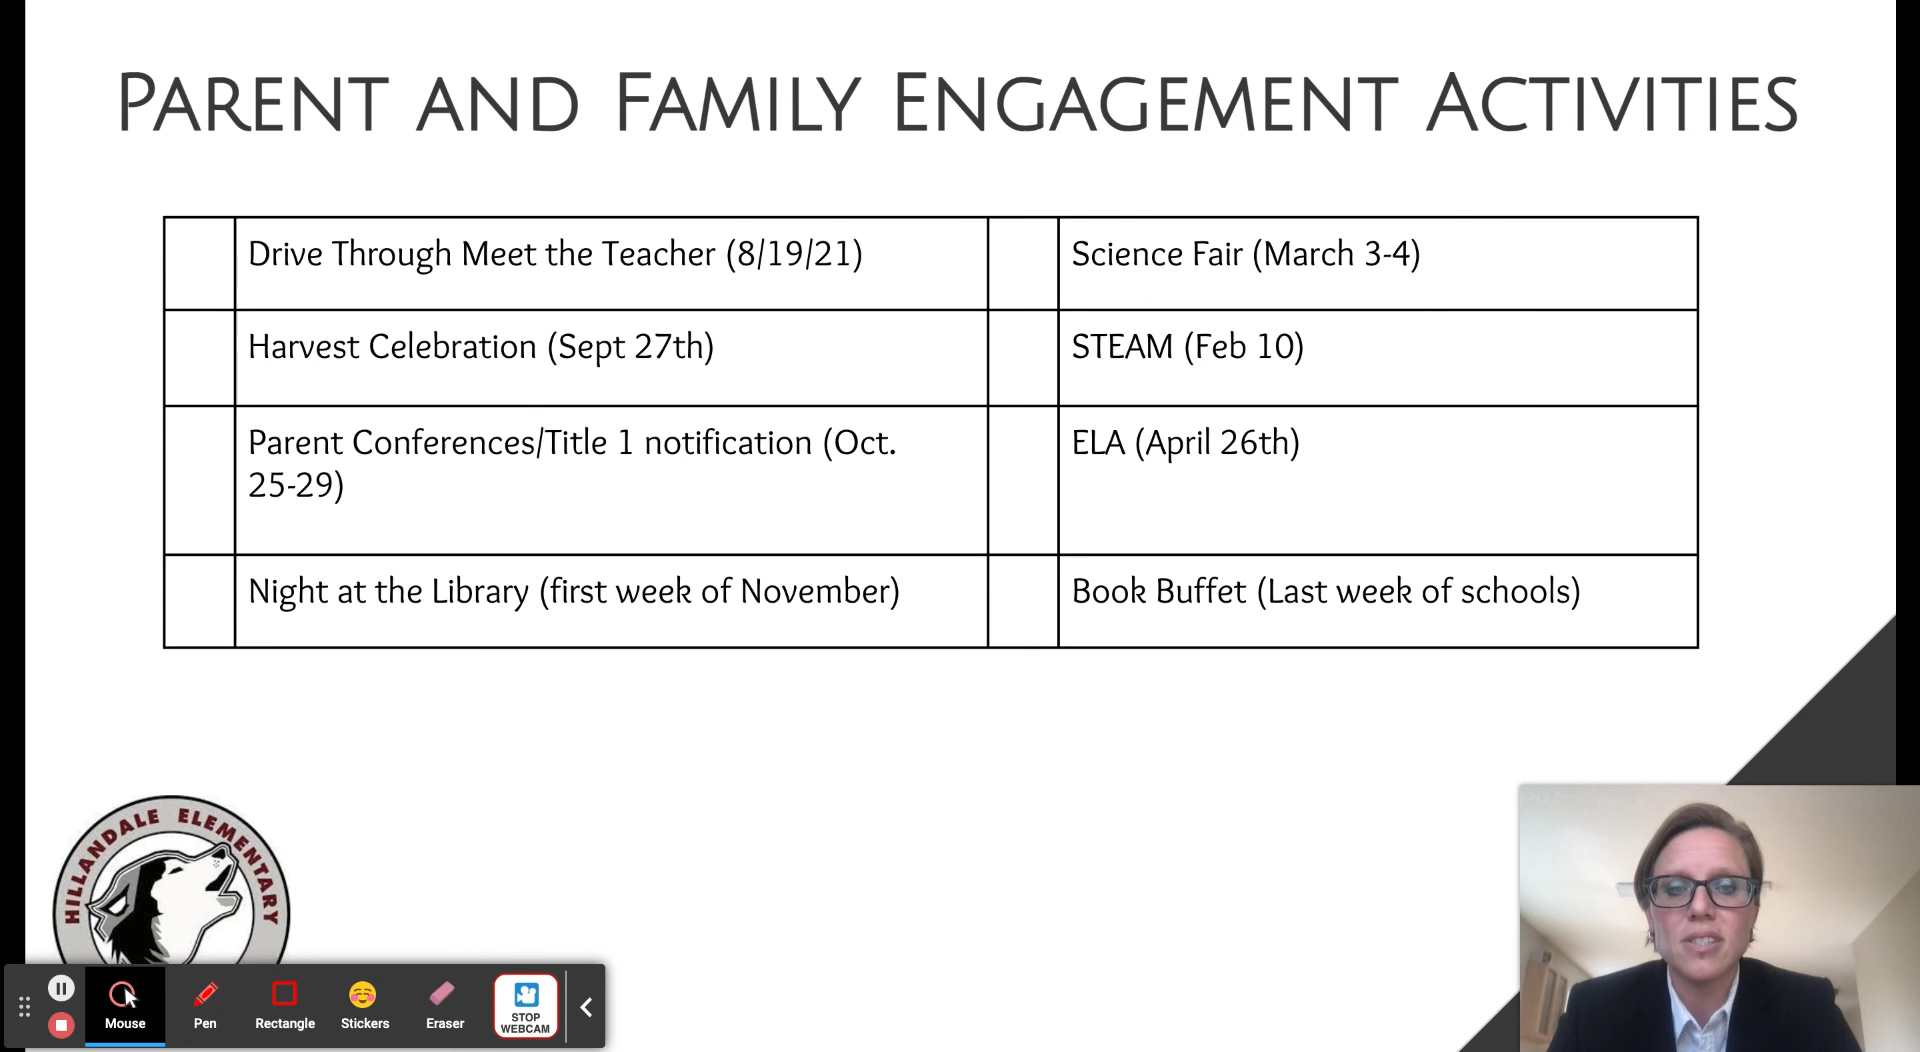 PARENT AND FAMILY ENGAGEMENT ACTIVITIES
Drive Through Meet the Teacher (8/19/21)
Science Fair (March 3-4)
Harvest Celebration (Sept 27th)
STEAM (Feb 10)
Parent Conferences/Title 1 notification (Oct.
25-29)
ELA (April 26th)
Night at the Library (first week of November)
Book Buffet (Last week of schools)
HILLANDALE ELEMENTARY
Mouse
Pen
Rectangle
Stickers
Eraser
STOP
WEBCAM